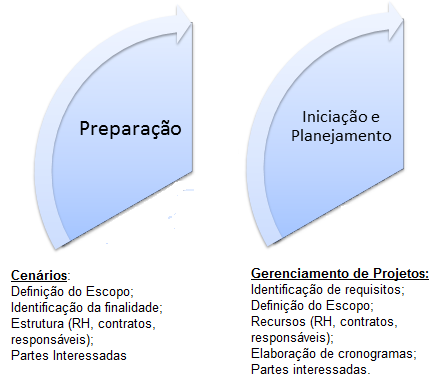 Preparação
Iniciação e
Planejamento
Cenários:
Definição do Escopo;
Identificação da finalidade;
Estrutura (RH, contratos,
responsáveis);
Partes Interessadas
Gerenciamento de Projetos:
Identificação de requisitos;
Definição do Escopo;
Recursos (RH, contratos,
responsáveis);
Elaboração de cronogramas;
Partes interessadas.